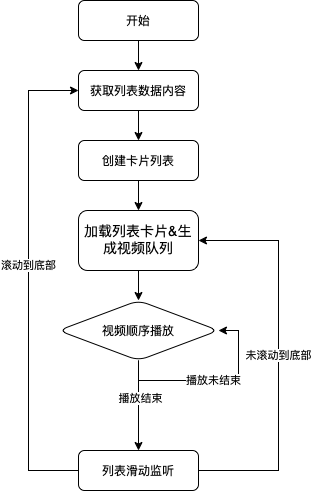 开始
获取列表数据内容
创建卡片列表
加载列表卡片&生
成视频队列
滚动到底部
视频顺序播放
未滚动到底部
播放未结束
播放结束
列表滑动监听